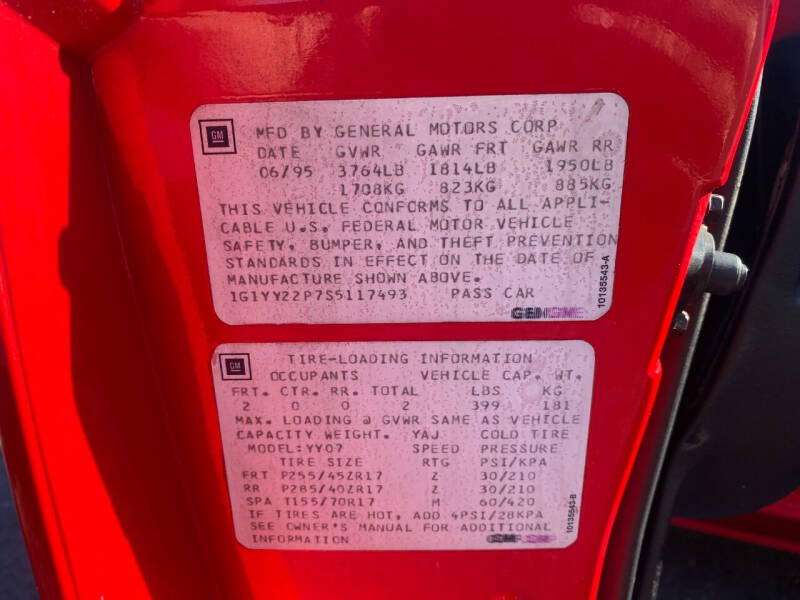 GM
MFD BY GENERAL MOTORS CORP
DATE GVWR GAWR FRT GAWR RR
06/95 3764LB 1814LB 1950LB
1708KG 823KG 885KG
THIS VEHICLE CONFORMS TO ALL APPLI-
CABLE U.S. FEDERAL MOTOR VEHICLE
SAFETY, BUMPER, AND THEFT PREVENTION
STANDARDS IN EFFECT ON THE DATE OF
MANUFACTURE SHOWN ABOVE.
1G1YY22P7S5117493 PASS CAR
10135543-A
GM
TIRE-LOADING INFORMATION
OCCUPANTS VEHICLE CAP. WT.
FRT. CTR. RR. TOTAL LBS KG
2 0 0 2 399 181
MAX. LOADING @ GVWR SAME AS VEHICLE
CAPACITY WEIGHT. YAJ COLD TIRE
MODEL:YY07 SPEED PRESSURE
TIRE SIZE RTG PSI/KPA
FRT P255/45ZR17 Z 30/210
RR P285/40ZR17 Z 30/210
SPA T155/70R17 M 60/420
IF TIRES ARE HOT, ADD 4PSI/28KPA
SEE OWNER'S MANUAL FOR ADDITIONAL
INFORMATION
10135543-B